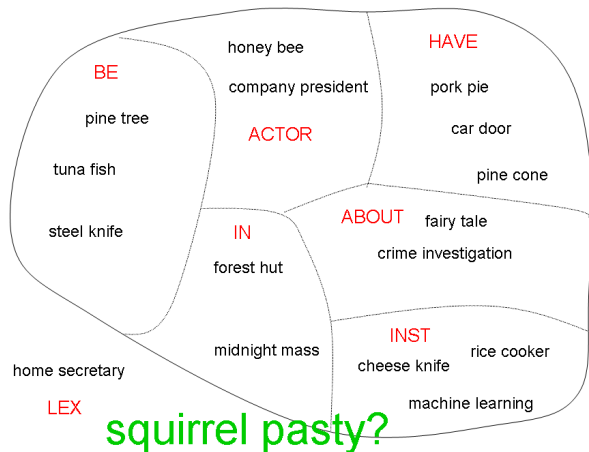 honey bee
HAVE
BE
company president
pork pie
pine tree
car door
ACTOR
tuna fish
pine cone
ABOUT
fairy tale
steel knife
IN
crime investigation
forest hut
INST
midnight mass
rice cooker
cheese knife
home secretary
machine learning
LEX
squirrel pasty?